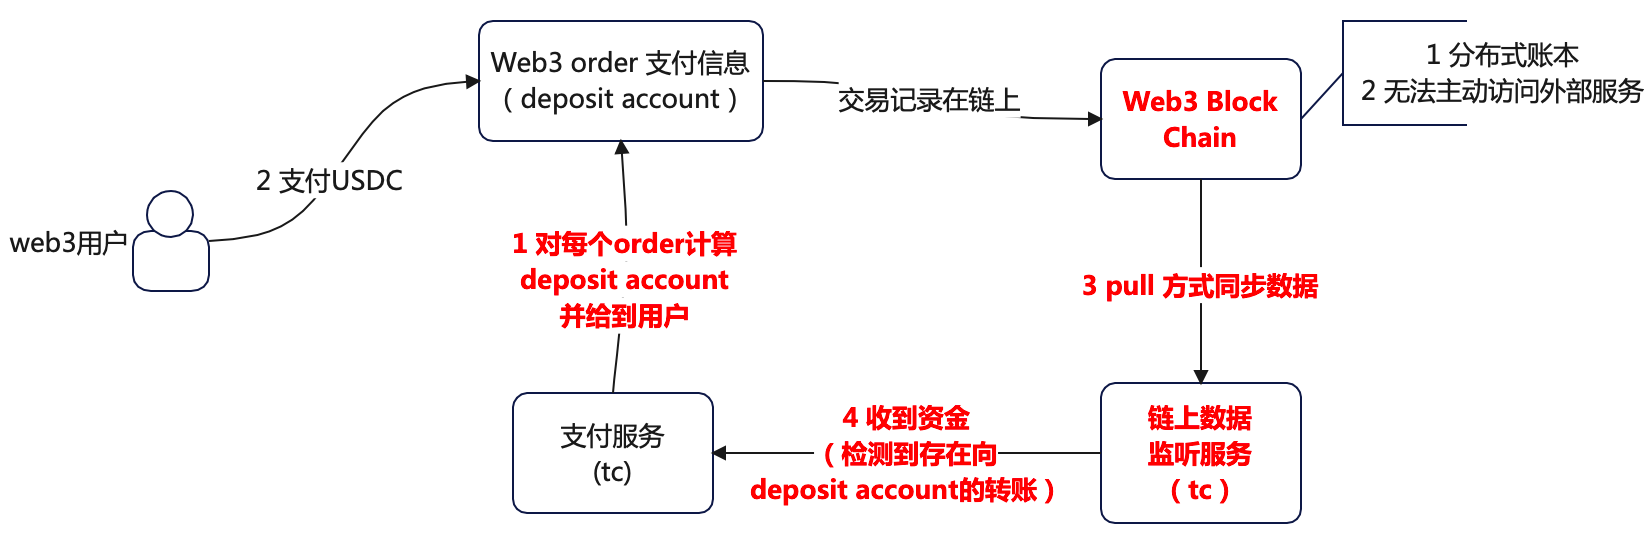 Web3 order 支付信息
（deposit account）
交易记录在链上
Web3 Block
Chain
1 分布式账本
2 无法主动访问外部服务
2 支付USDC
web3用户
1 对每个order计算
deposit account
并给到用户
3 pull 方式同步数据
支付服务
(tc)
4 收到资金
（检测到存在向
deposit account的转账）
链上数据
监听服务
（tc）